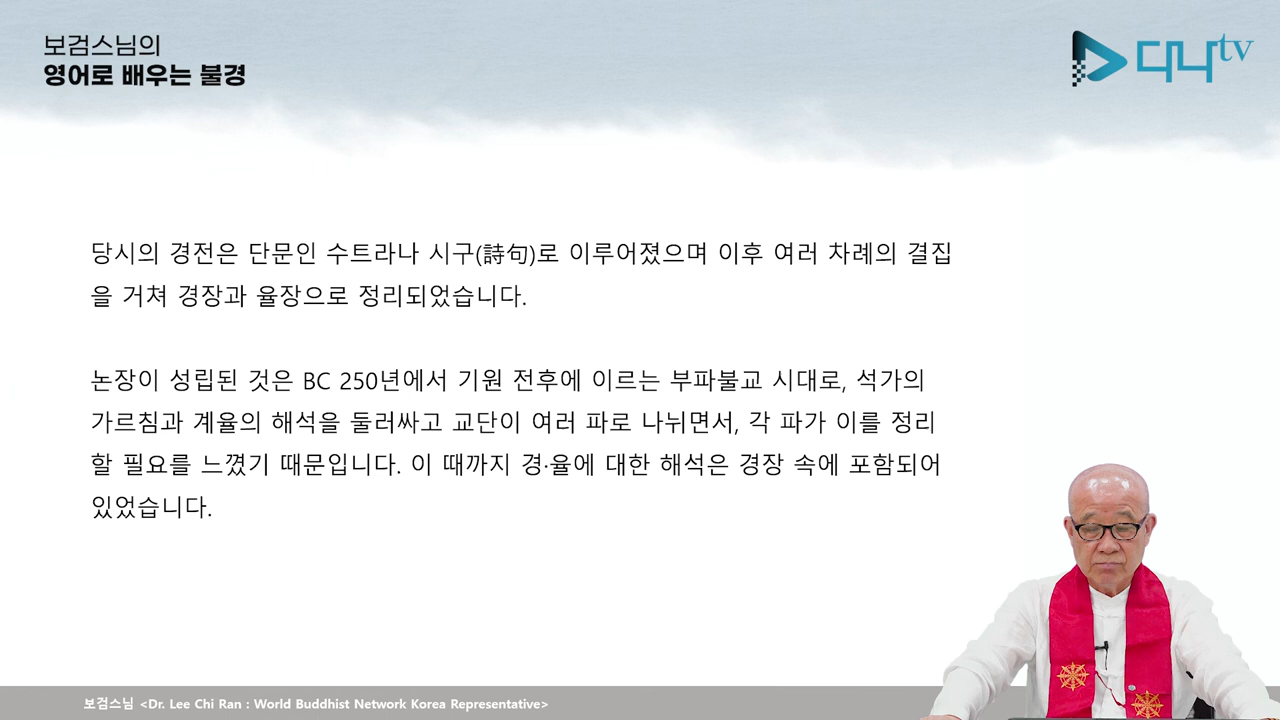 보검스님의
영어로 배우는 불경
디나tv
당시의 경전은 단문인 수트라나 시구(詩句)로 이루어졌으며 이후 여러 차례의 결집
을 거쳐 경장과 율장으로 정리되었습니다.
논장이 성립된 것은 BC 250년에서 기원 전후에 이르는 부파불교 시대로, 석가의
가르침과 계율의 해석을 둘러싸고 교단이 여러 파로 나뉘면서, 각 파가 이를 정리
할 필요를 느꼈기 때문입니다. 이 때까지 경·율에 대한 해석은 경장 속에 포함되어
있었습니다.
보검스님 <Dr. Lee Chi Ran : World Buddhist Network Korea Representative>